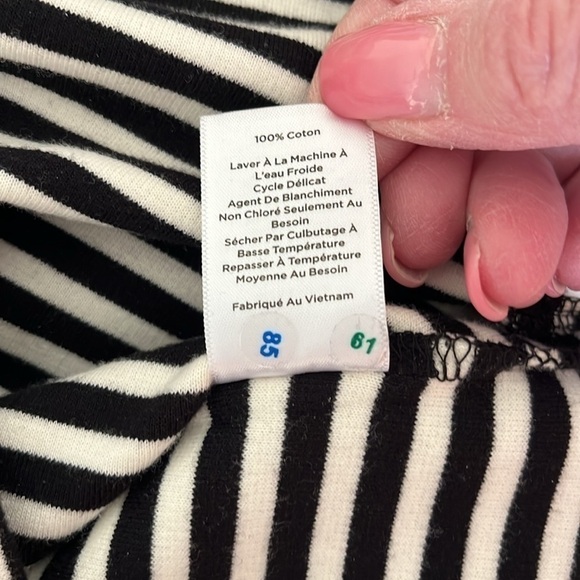 100% Coton
Laver À La Machine À
L'eau Froide
Cycle Délicat
Agent De Blanchiment
Non Chloré Seulement Au
Besoin
Sécher Par Culbutage À
Basse Température
Repasser À Température
Moyenne Au Besoin
Fabriqué Au Vietnam
85
61